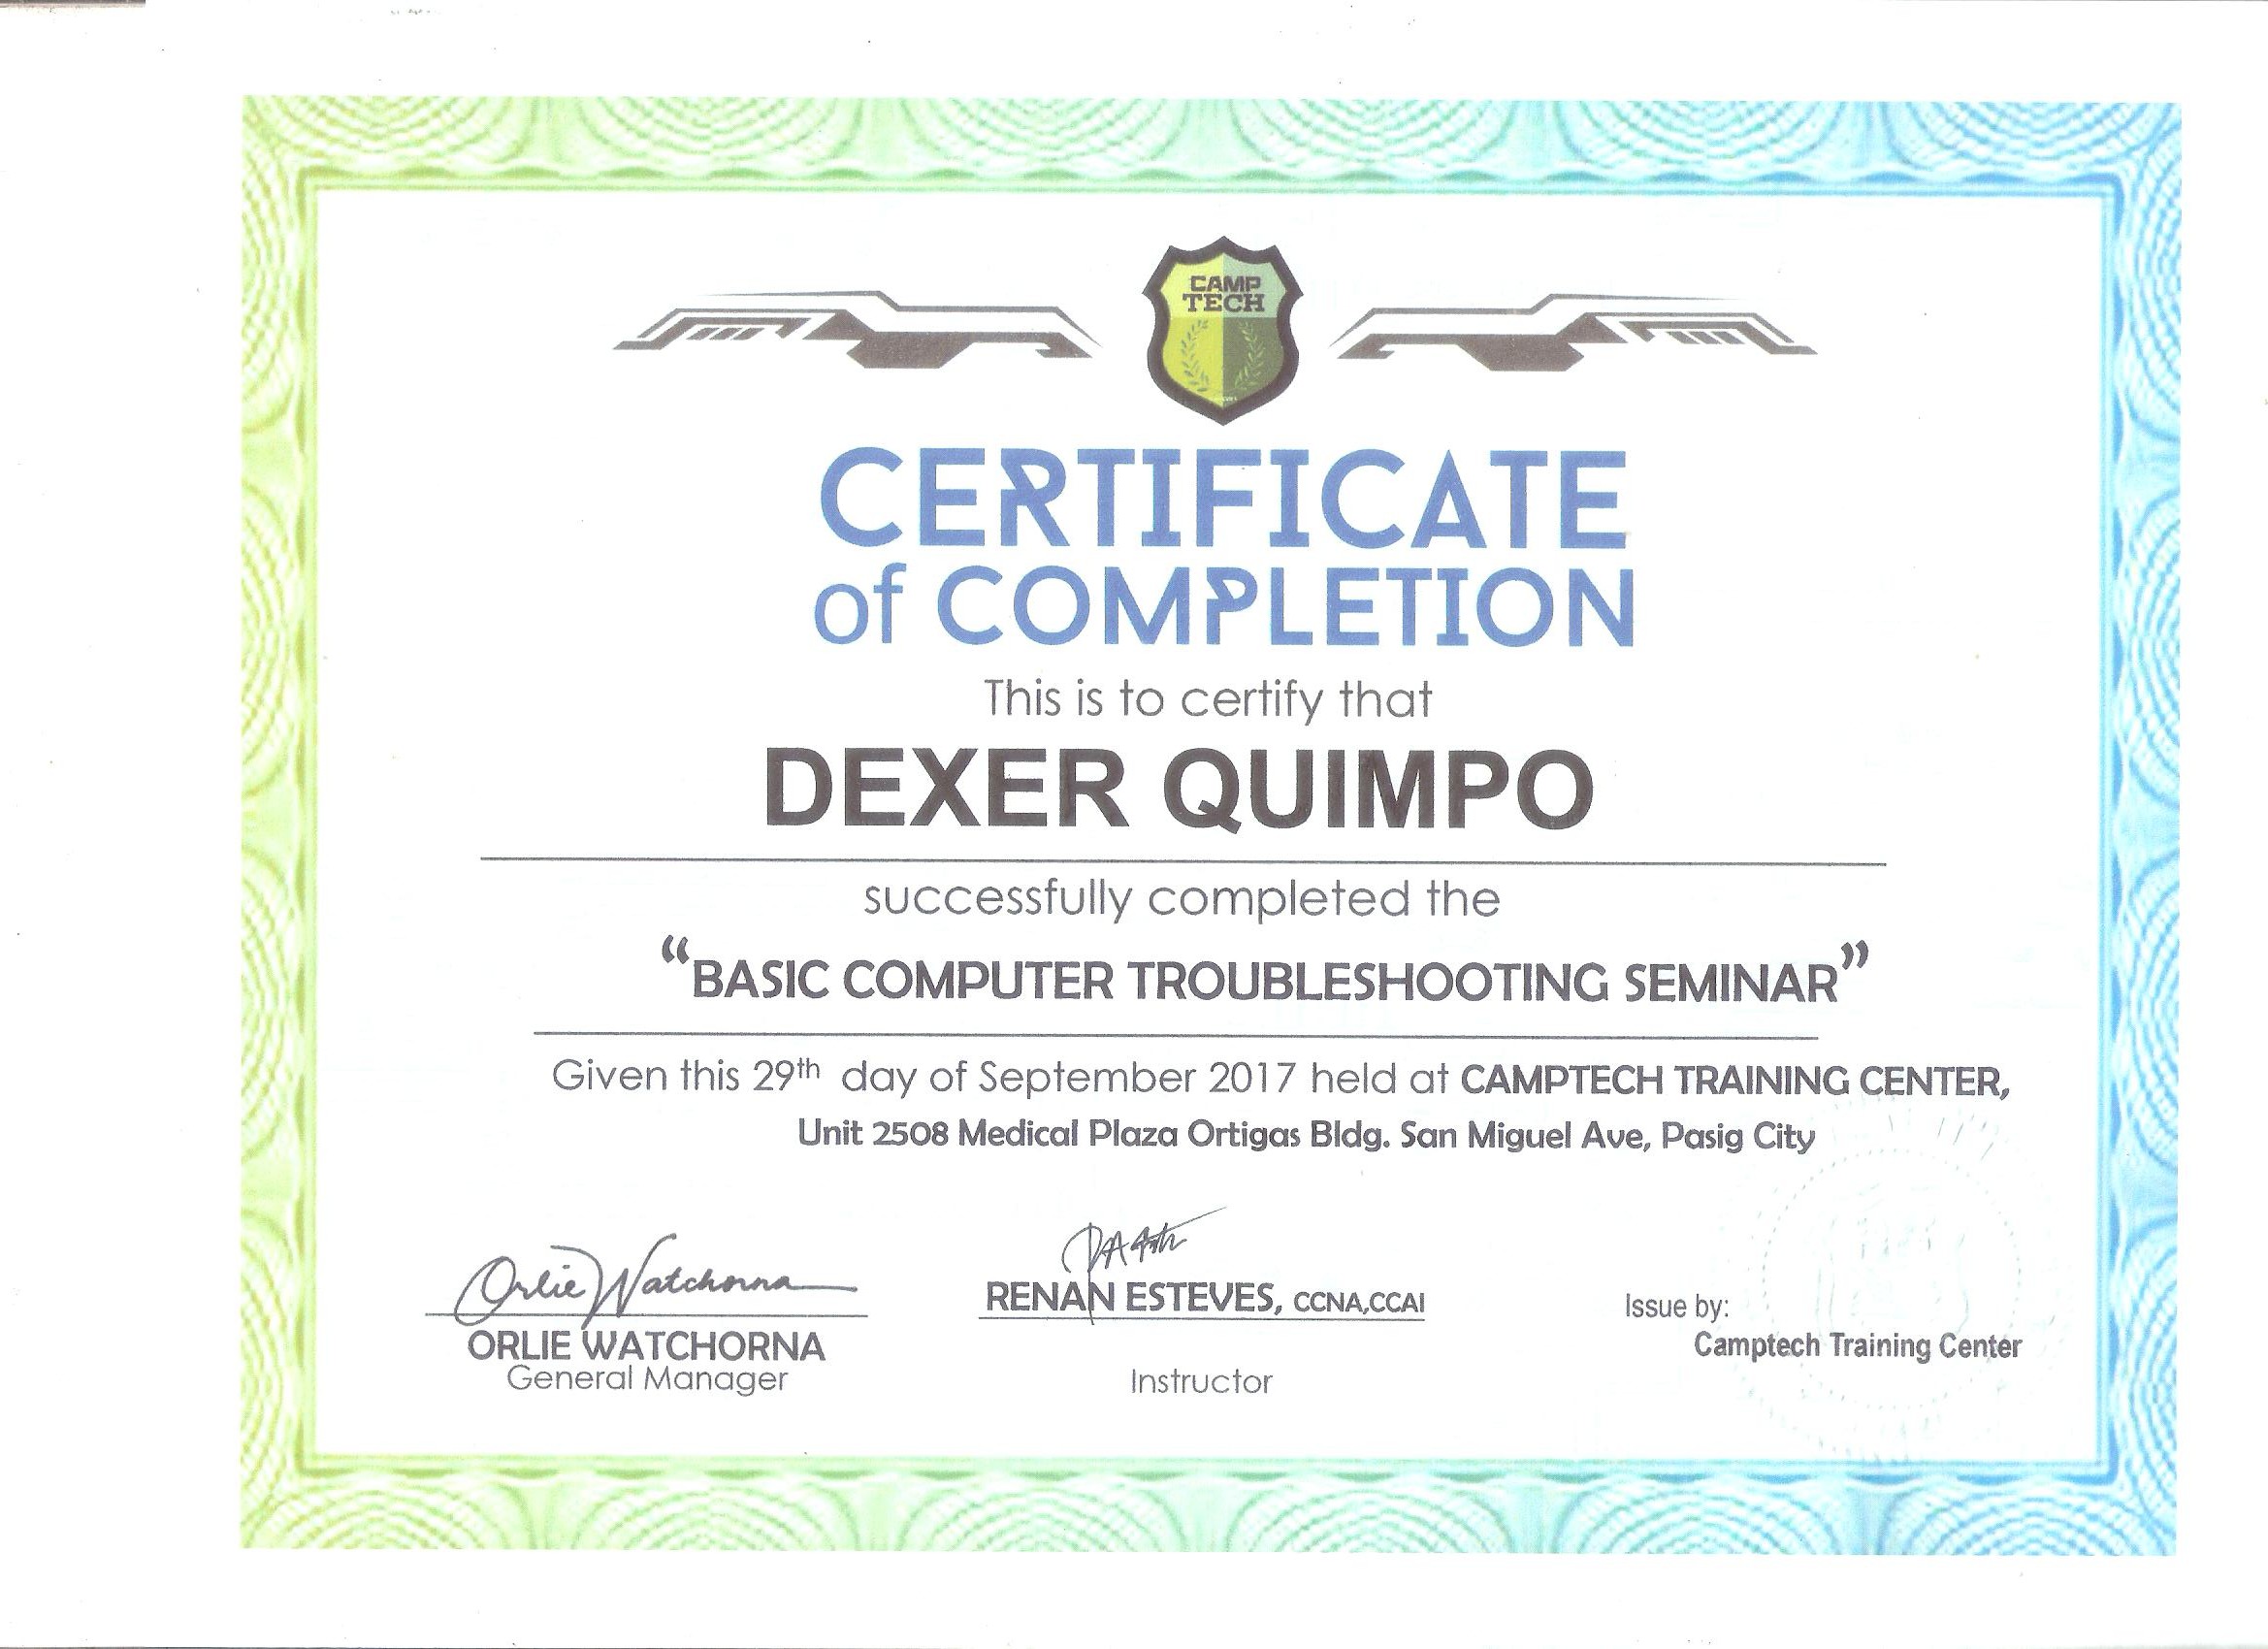 CAMP
TECH
CERTIFICATE
of COMPLETION
This is to certify that
DEXER QUIMPO
successfully completed the
“BASIC COMPUTER TROUBLESHOOTING SEMINAR”
Given this 29th day of September 2017 held at CAMPTECH TRAINING CENTER,
Unit 2508 Medical Plaza Ortigas Bldg. San Miguel Ave, Pasig City
Orlie Watchorna
ORLIE WATCHORNA
General Manager
RENAN ESTEVES, CCNA,CCAI
Instructor
Issue by:
Camptech Training Center